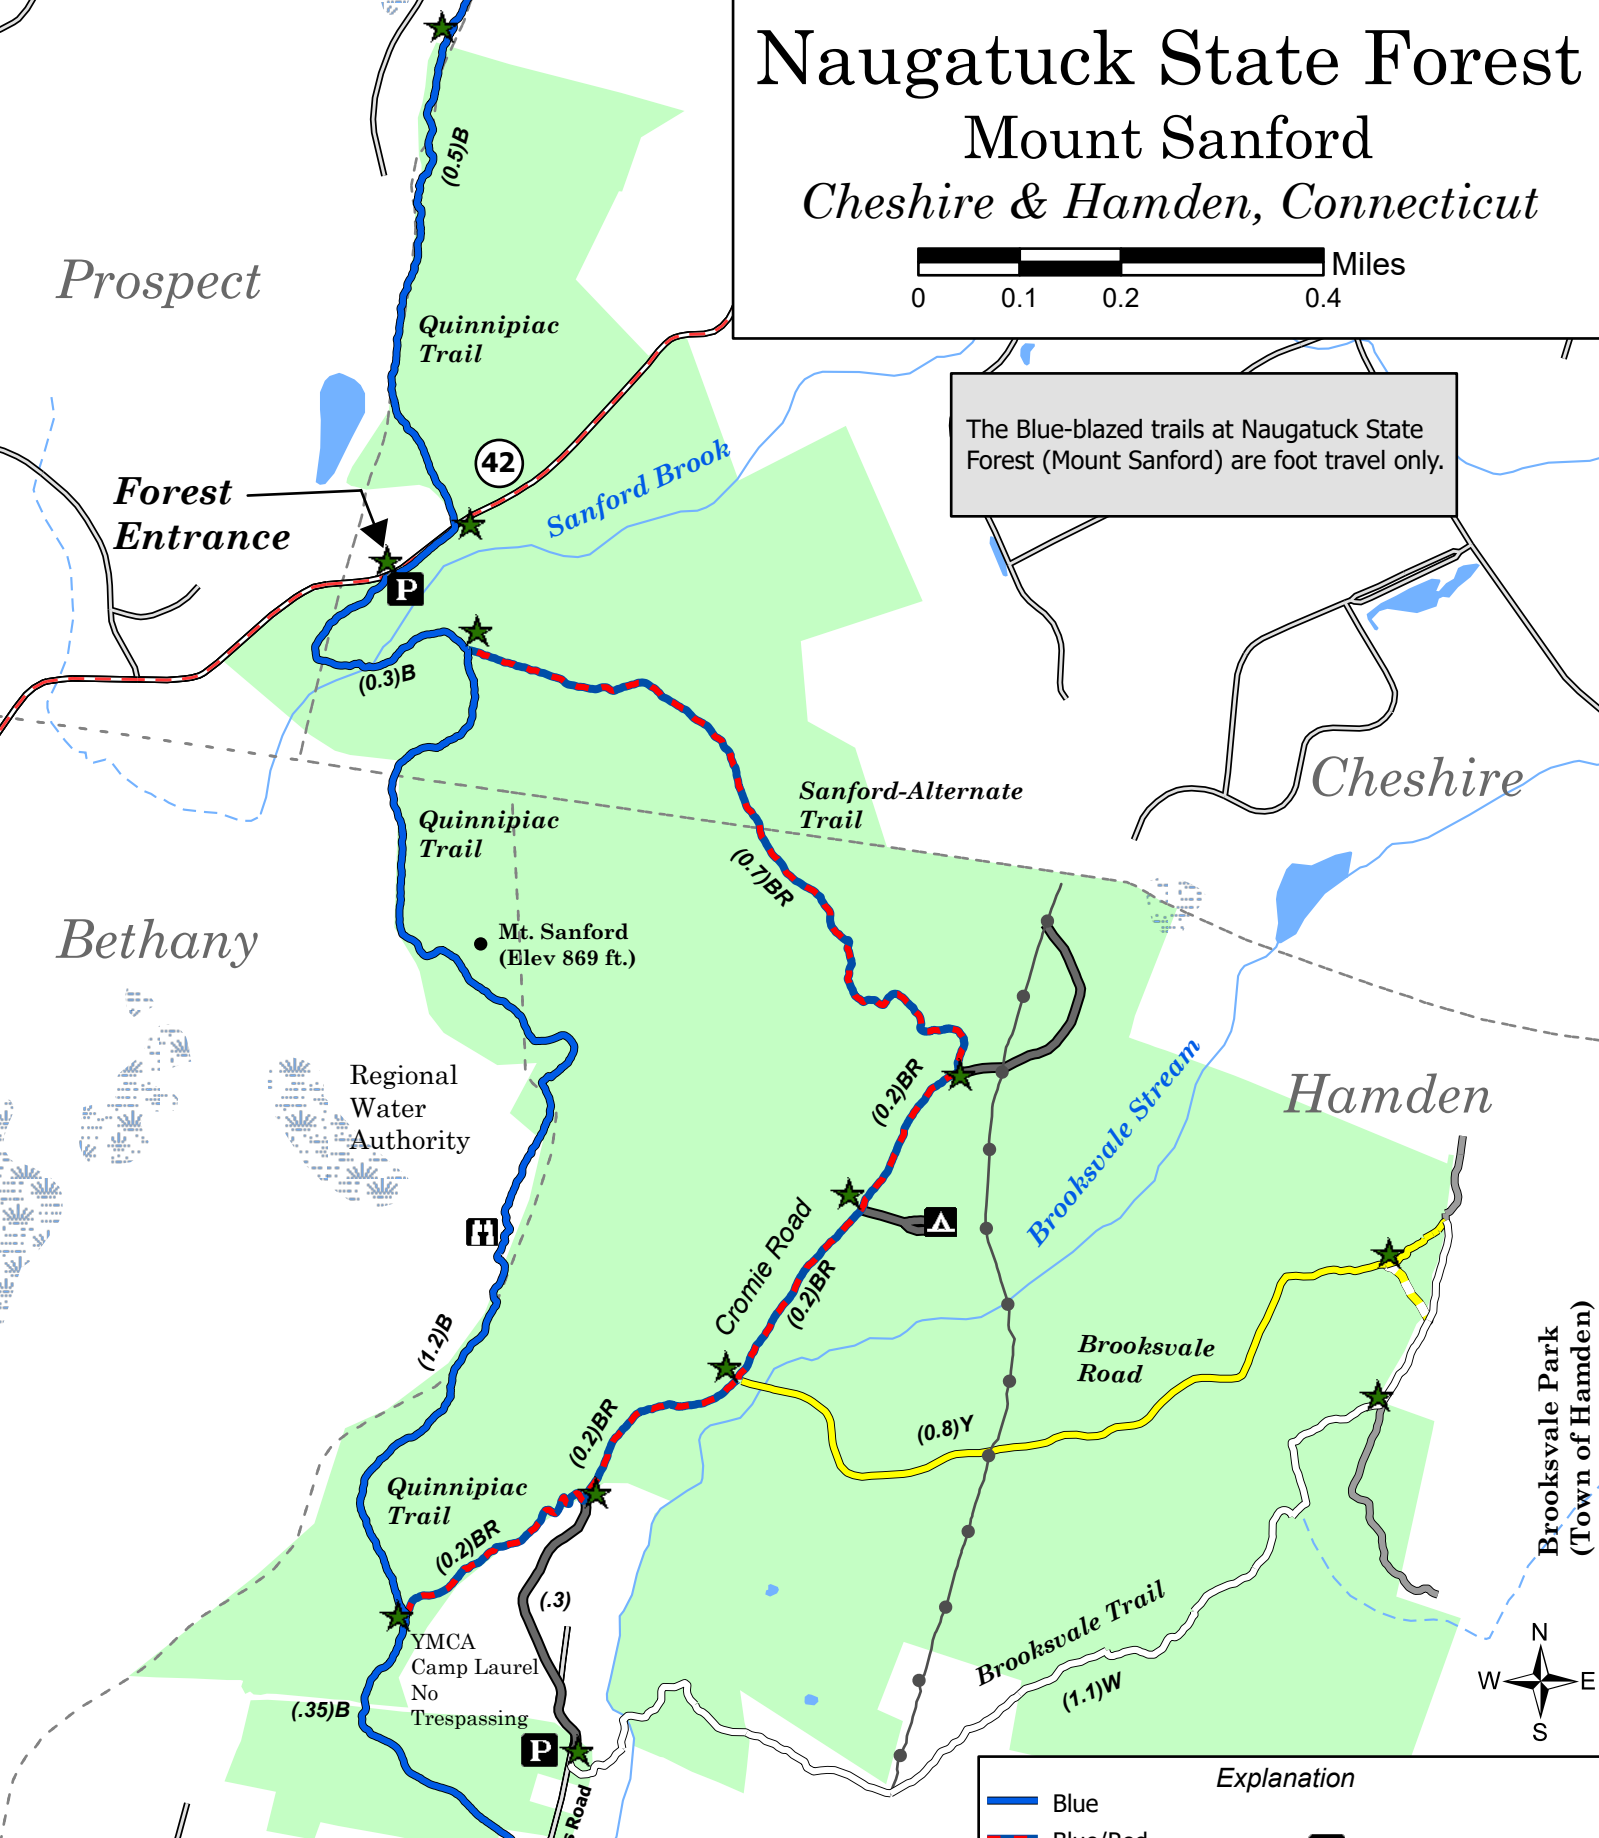 Naugatuck State Forest
Mount Sanford
Cheshire & Hamden, Connecticut
Miles
0 0.1 0.2 0.4
(0.5)B
Prospect
Quinnipiac
Trail
The Blue-blazed trails at Naugatuck State
Forest (Mount Sanford) are foot travel only.
42
Sanford Brook
Forest
Entrance
P
(0.3)B
Cheshire
Sanford-Alternate
Trail
Quinnipiac
Trail
(0.7)BR
Bethany
Mt. Sanford
(Elev 869 ft.)
Regional
Water
Authority
(0.2)BR
Brooksvale Stream
Hamden
Cromie Road
(0.2)BR
(1.2)B
Brooksvale
Road
Brooksvale Park
(Town of Hamden)
(0.8)Y
(0.2)BR
Quinnipiac
Trail
(0.2)BR
(.3)
Brooksvale Trail
(1.1)W
YMCA
Camp Laurel
No
Trespassing
(.35)B
P
N
W E
S
Road
Explanation
Blue
Blue/Red